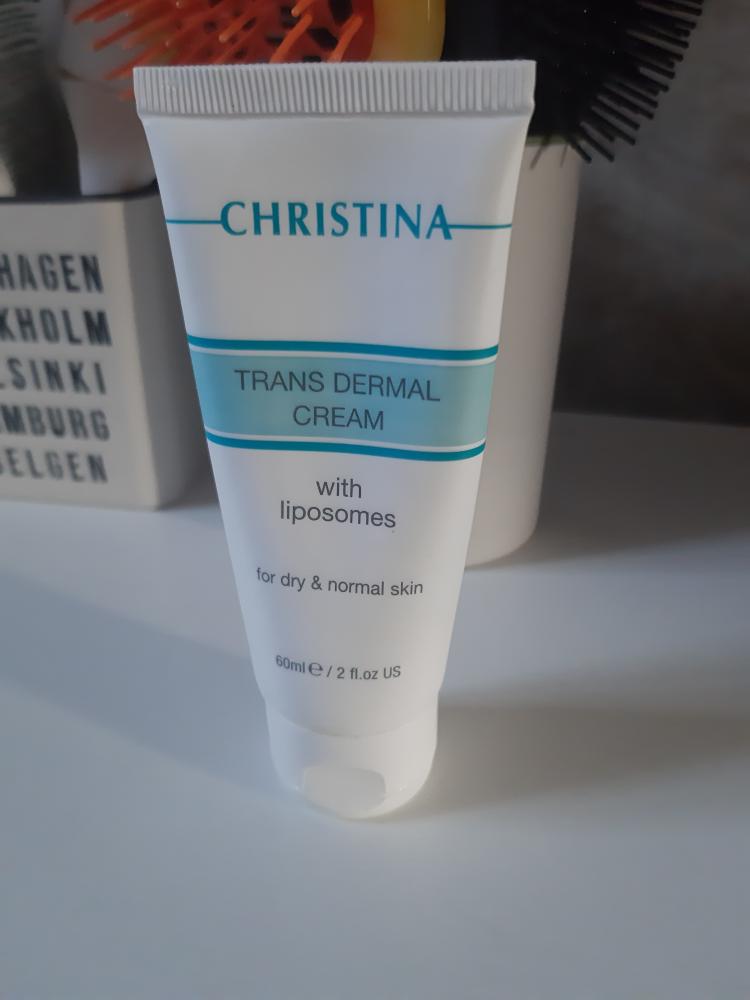 CHRISTINA
TRANS DERMAL
CREAM
with
liposomes
for dry & normal skin
60ml ℮ / 2 fl.oz US
HAGEN
KHOLM
LSINKI
MBURG
ELGEN